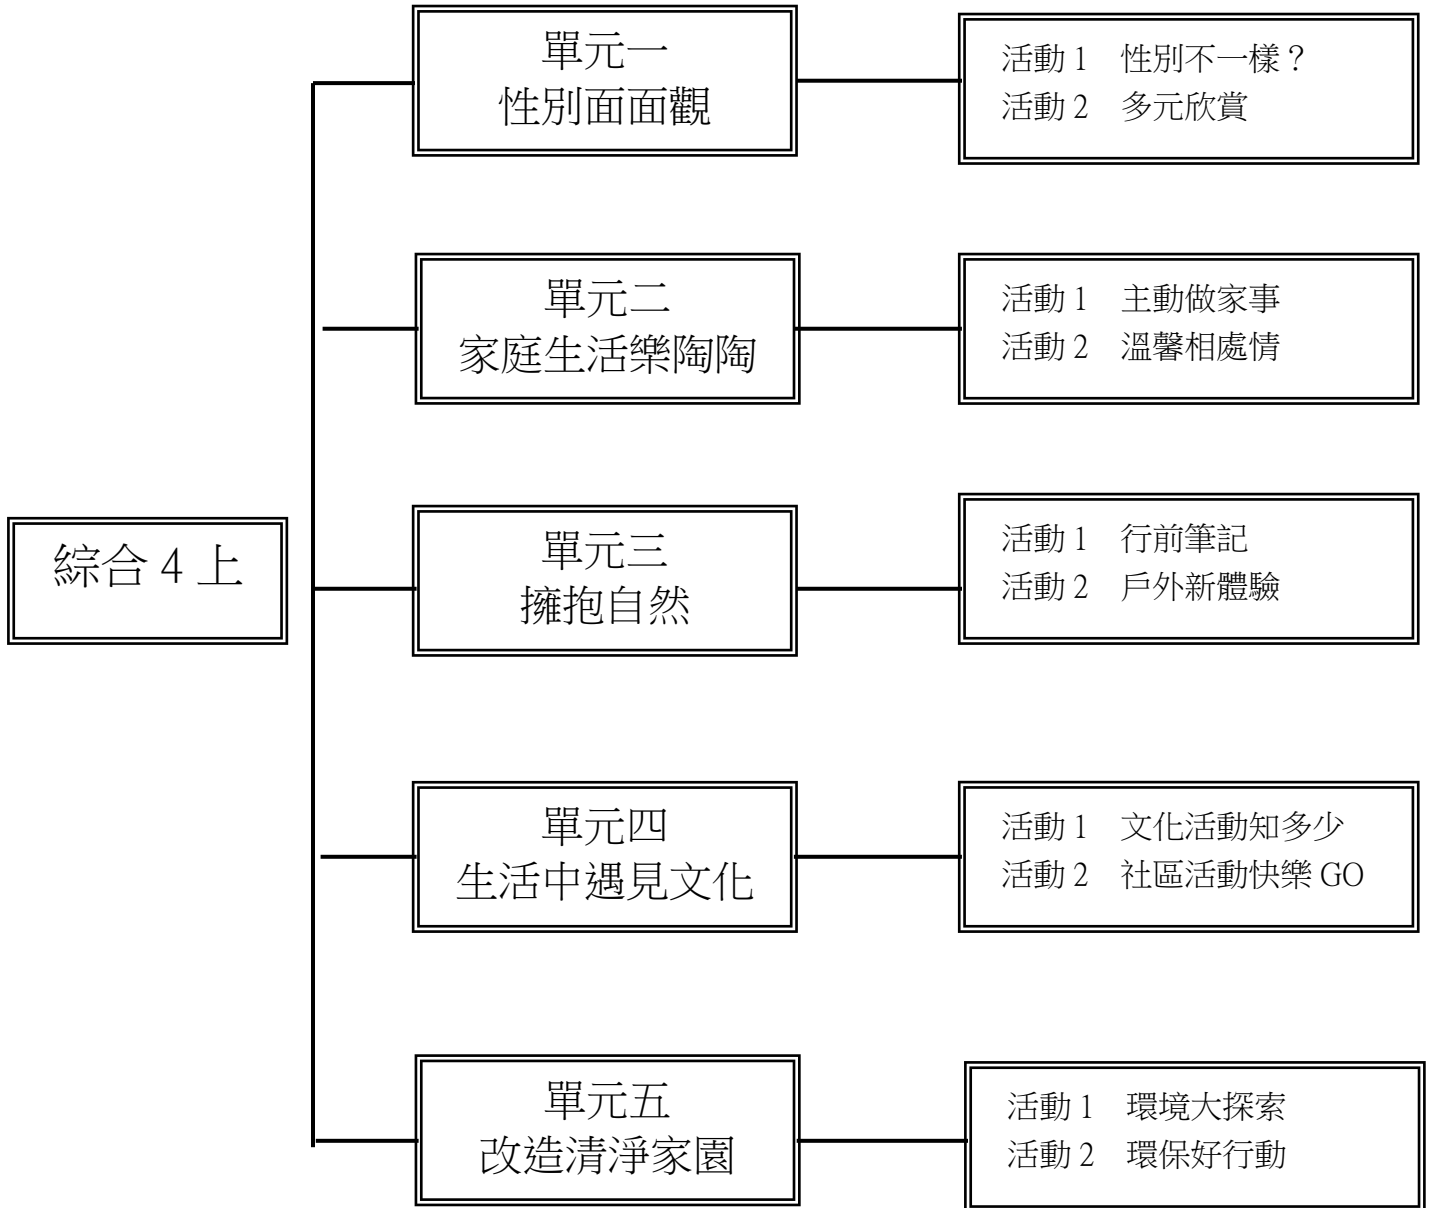 單元一
性別面面觀
活動 1　性別不一樣？
活動 2　多元欣賞
單元二
家庭生活樂陶陶
活動 1　主動做家事
活動 2　溫馨相處情
綜合 4 上
單元三
擁抱自然
活動 1　行前筆記
活動 2　戶外新體驗
單元四
生活中遇見文化
活動 1　文化活動知多少
活動 2　社區活動快樂 GO
單元五
改造清淨家園
活動 1　環境大探索
活動 2　環保好行動